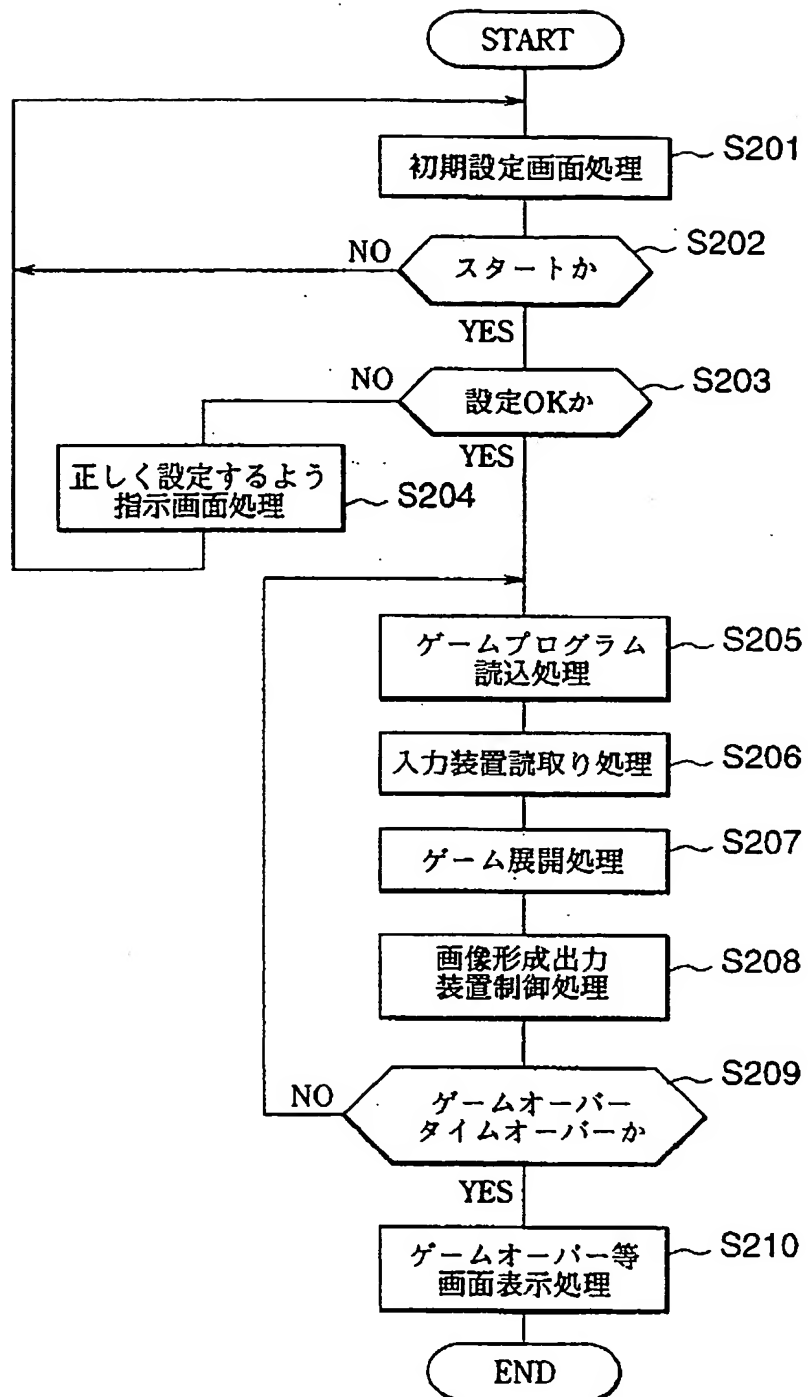 START
初期設定画面処理
S201
スタートか
S202
NO
YES
設定OKか
S203
NO
YES
正しく設定するよう
指示画面処理
S204
ゲームプログラム
読込処理
S205
入力装置読取り処理
S206
ゲーム展開処理
S207
画像形成出力
装置制御処理
S208
ゲームオーバー
タイムオーバーか
S209
NO
YES
ゲームオーバー等
画面表示処理
S210
END